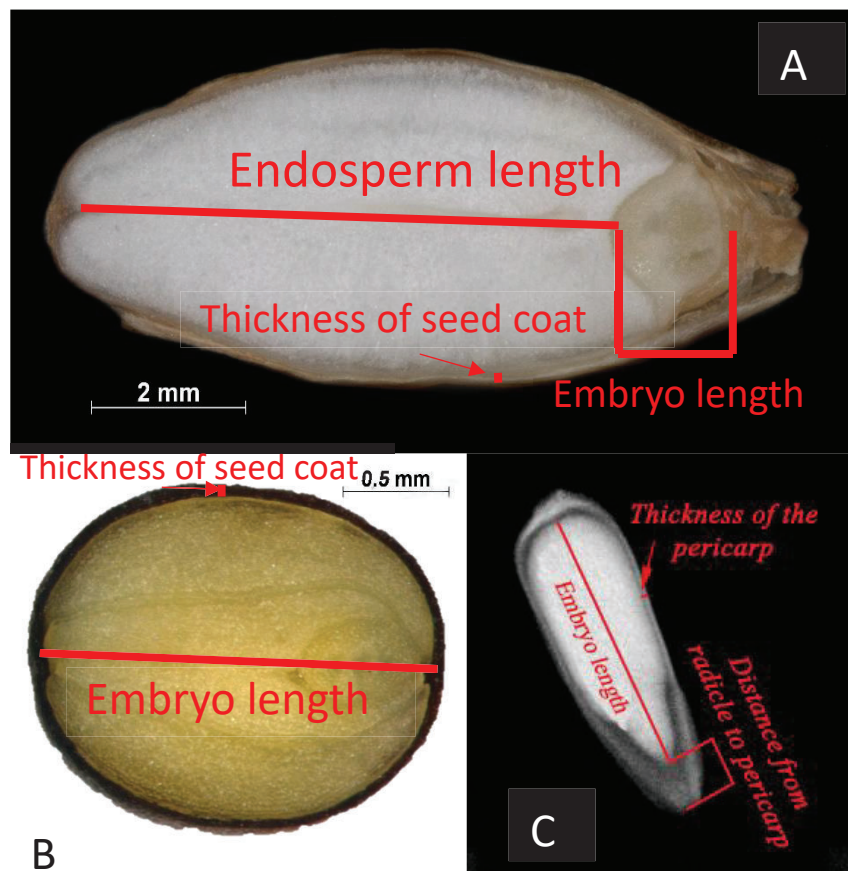 A
Endosperm length
Thickness of seed coat
2 mm
Embryo length
Thickness of seed coat
0.5 mm
Embryo length
B
Thickness of the
pericarp
Embryo length
Distance from
radicle to pericarp
C